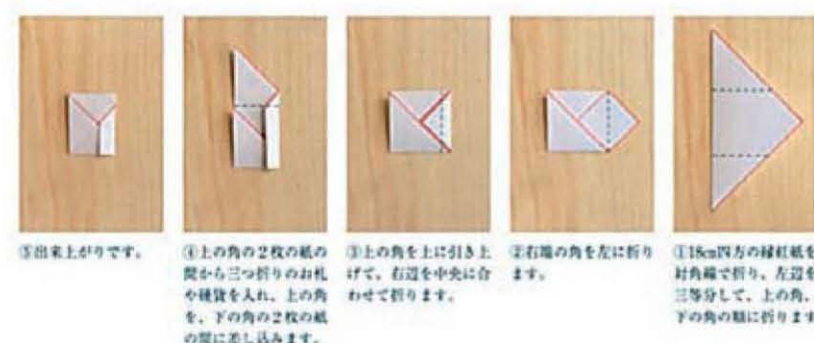 ①18cm四方の縁紅紙を
対角線で折り、左辺を
三等分して、上の角、
下の角の順に折ります
②右端の角を左に折り
ます。
③上の角を上に引き上
げて、右辺を中央に合
わせて折ります。
④上の角の2枚の紙の
間から三つ折りのお札
や硬貨を入れ、上の角
を、下の角の2枚の紙
の間に差し込みます。
⑤出来上がりです。